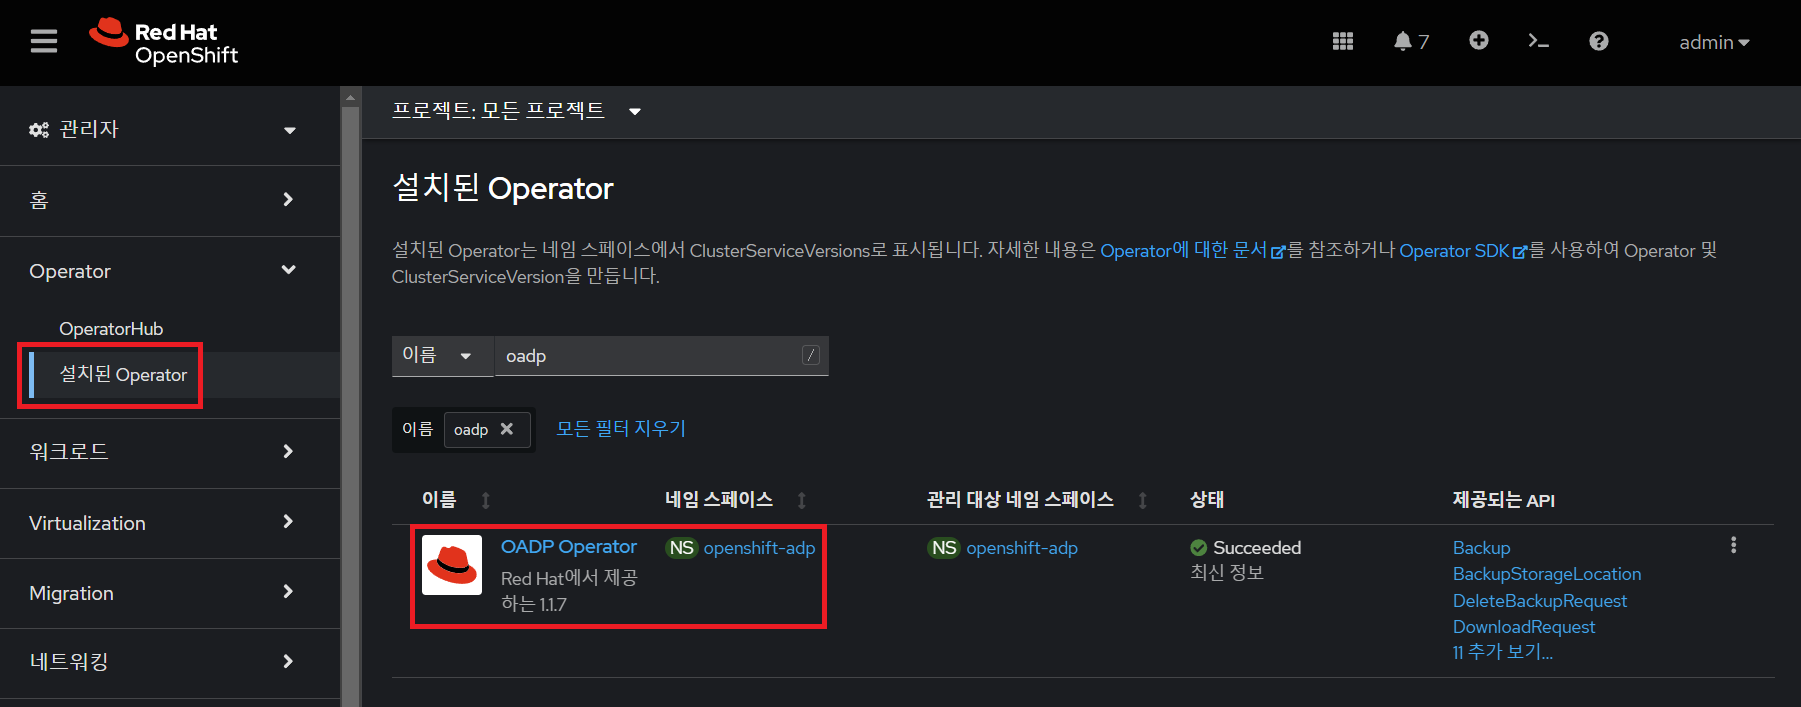 Red Hat
OpenShift
7
admin
관리자
홈
Operator
OperatorHub
설치된 Operator
워크로드
Virtualization
Migration
네트워킹
프로젝트: 모든 프로젝트
설치된 Operator
설치된 Operator는 네임 스페이스에서 ClusterServiceVersions로 표시됩니다. 자세한 내용은 Operator에 대한 문서를 참조하거나 Operator SDK를 사용하여 Operator 및
ClusterServiceVersion을 만듭니다.
이름 oadp /
이름 oadp 모든 필터 지우기
이름 네임 스페이스 관리 대상 네임 스페이스 상태 제공되는 API
OADP Operator
Red Hat에서 제공
하는 1.1.7
NS openshift-adp
NS openshift-adp
Succeeded
최신 정보
Backup
BackupStorageLocation
DeleteBackupRequest
DownloadRequest
11 추가 보기...